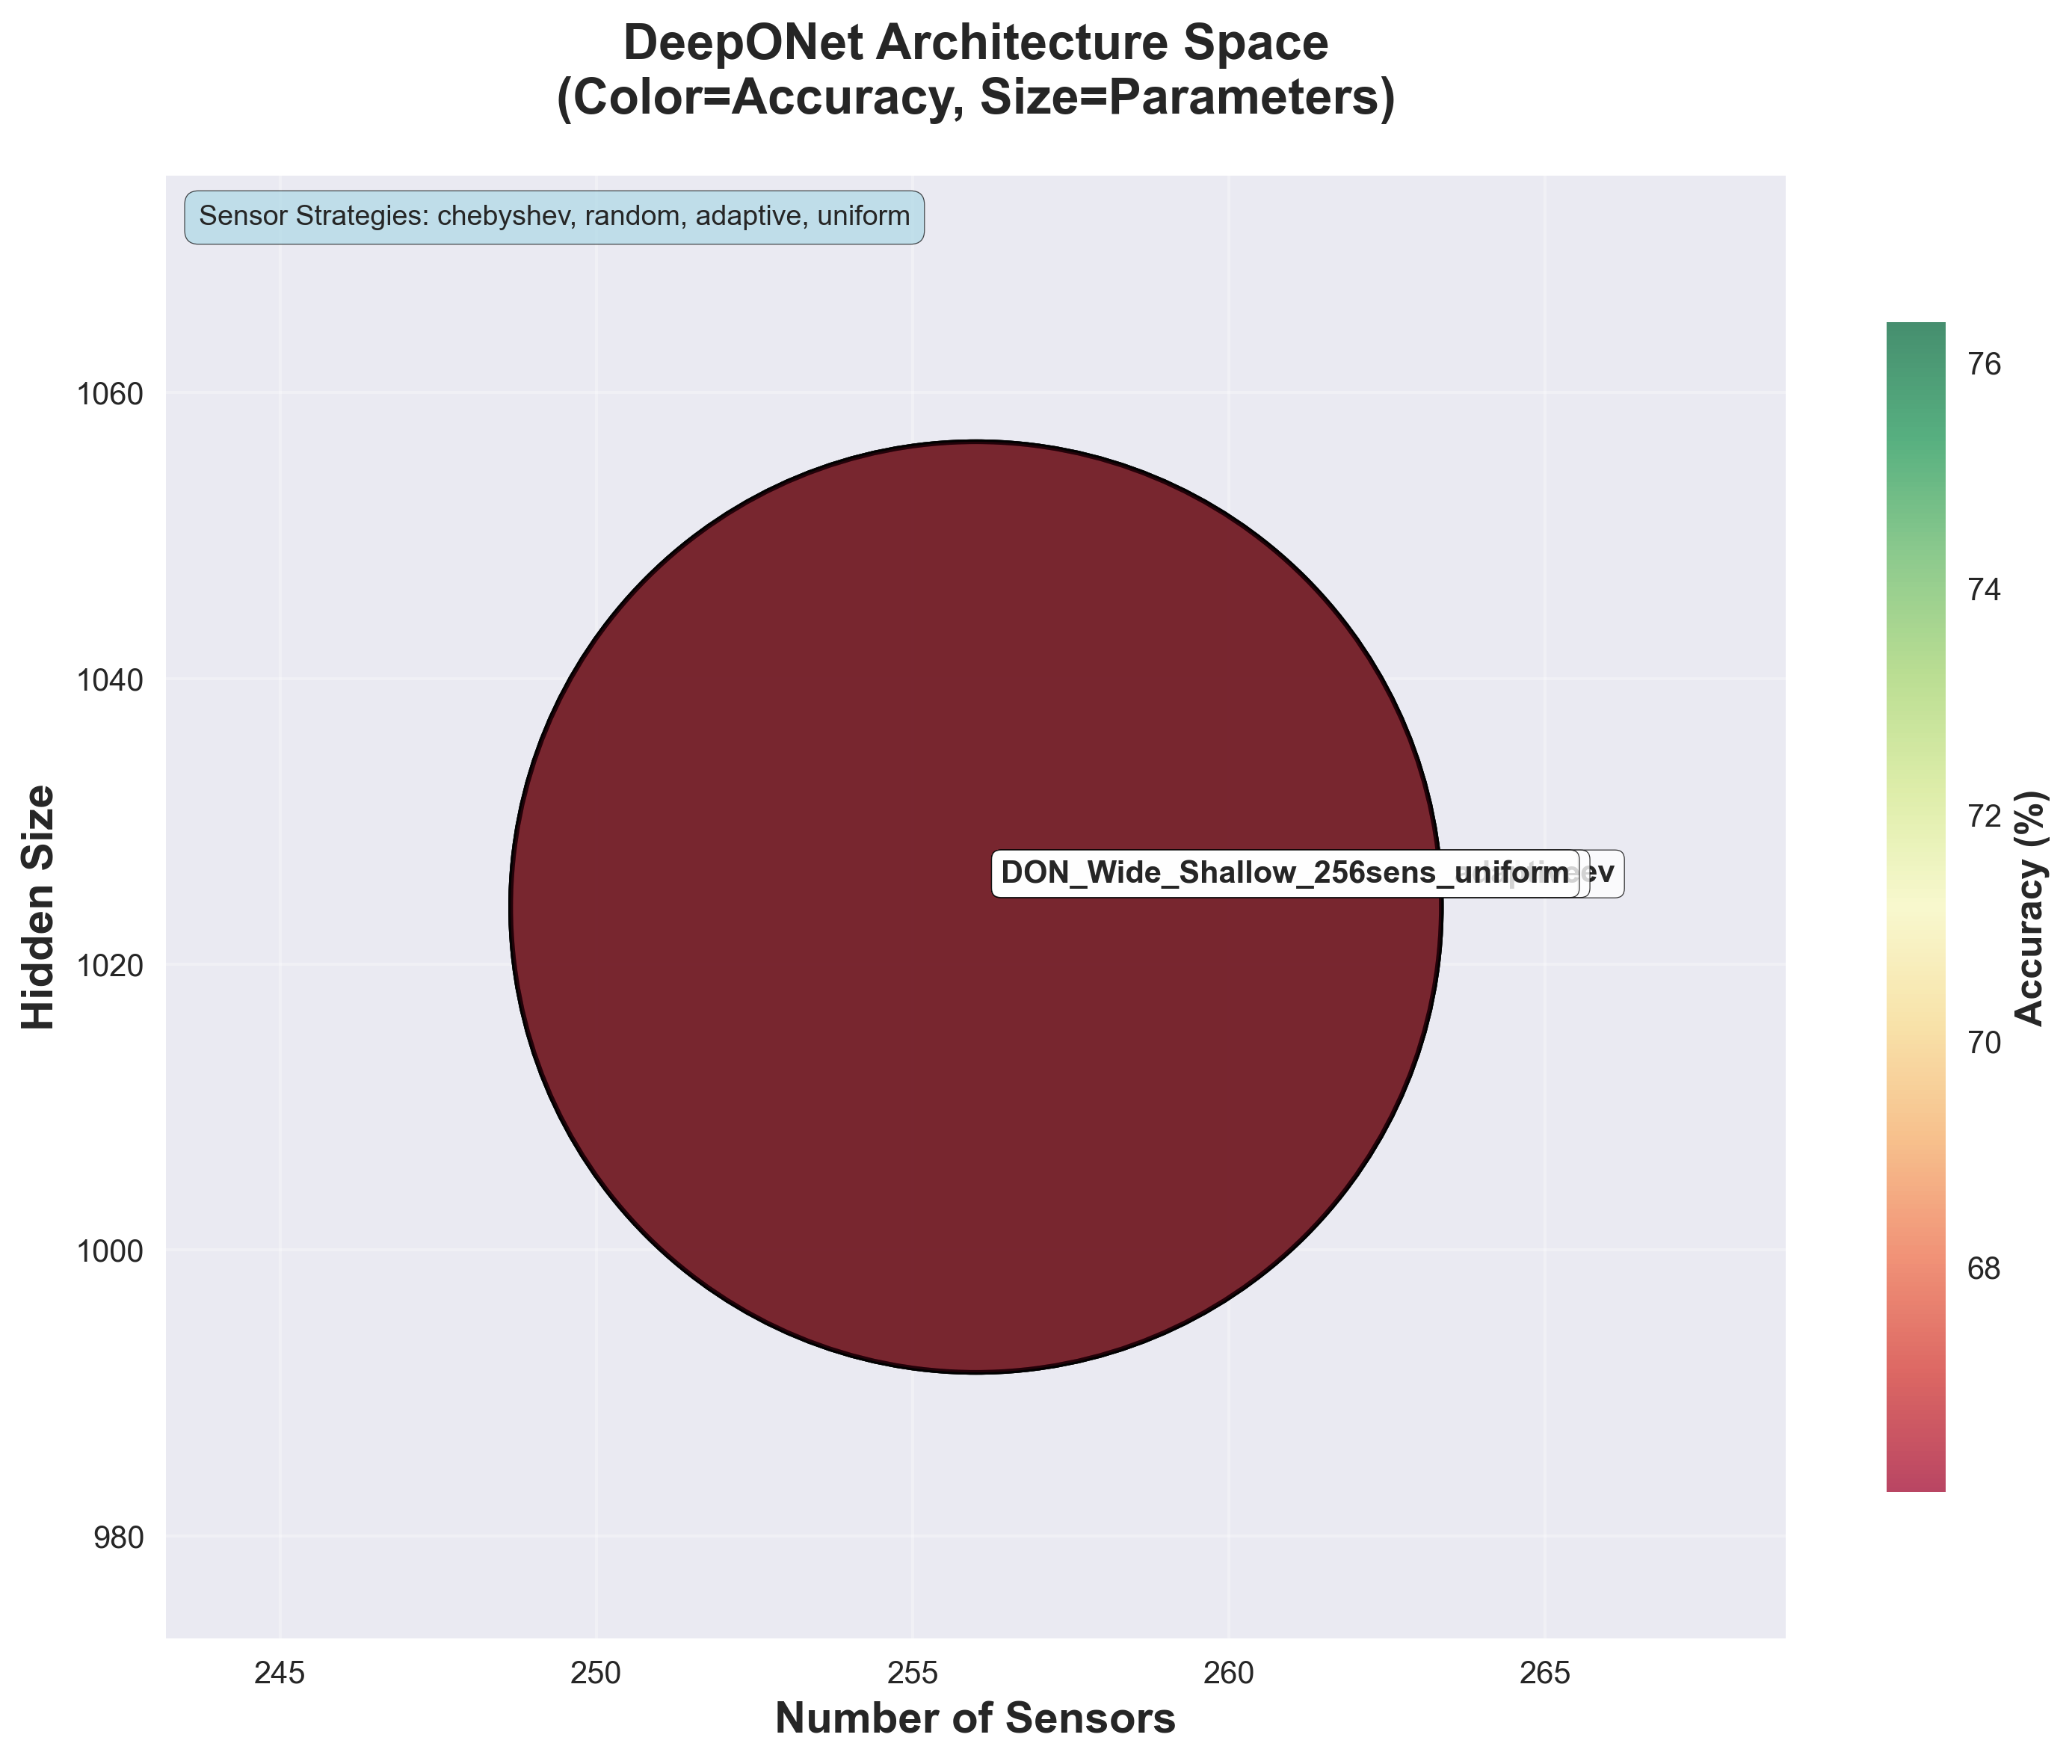 DeepONet Architecture Space
(Color=Accuracy, Size=Parameters)
Sensor Strategies: chebyshev, random, adaptive, uniform
1060
1040
1020
1000
980
Hidden Size
DON_Wide_Shallow_256sens_uniform
245
250
255
260
265
Number of Sensors
76
74
72
70
68
Accuracy (%)